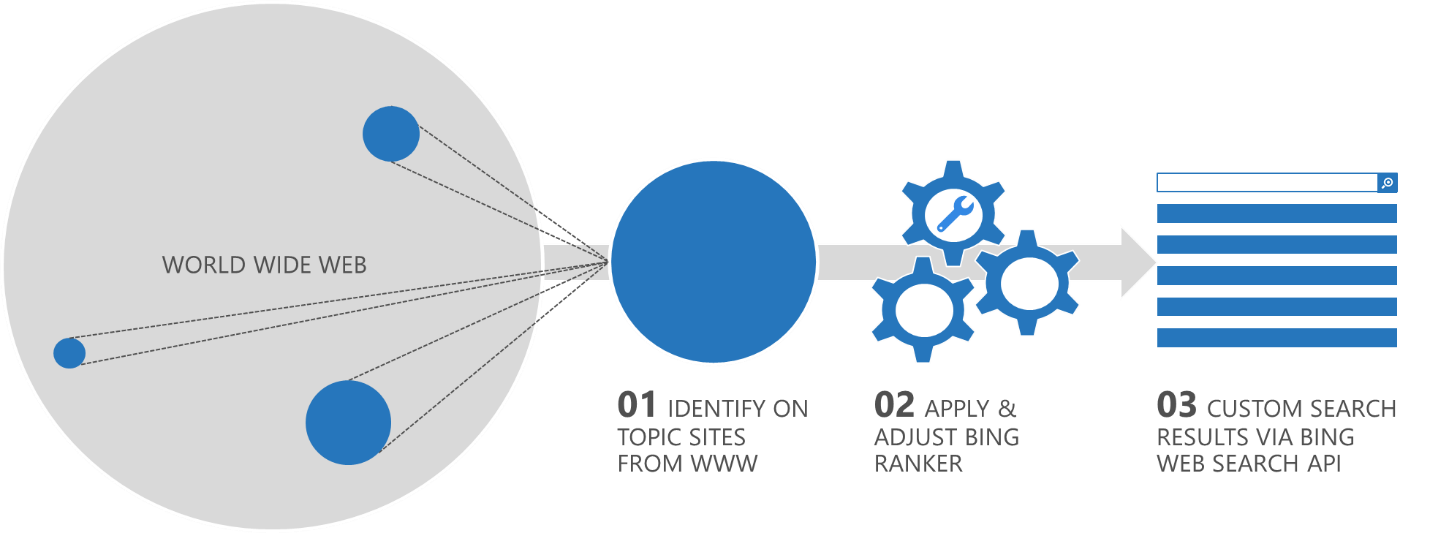 WORLD WIDE WEB
01 IDENTIFY ON
TOPIC SITES
FROM WWW
02 APPLY &
ADJUST BING
RANKER
03 CUSTOM SEARCH
RESULTS VIA BING
WEB SEARCH API